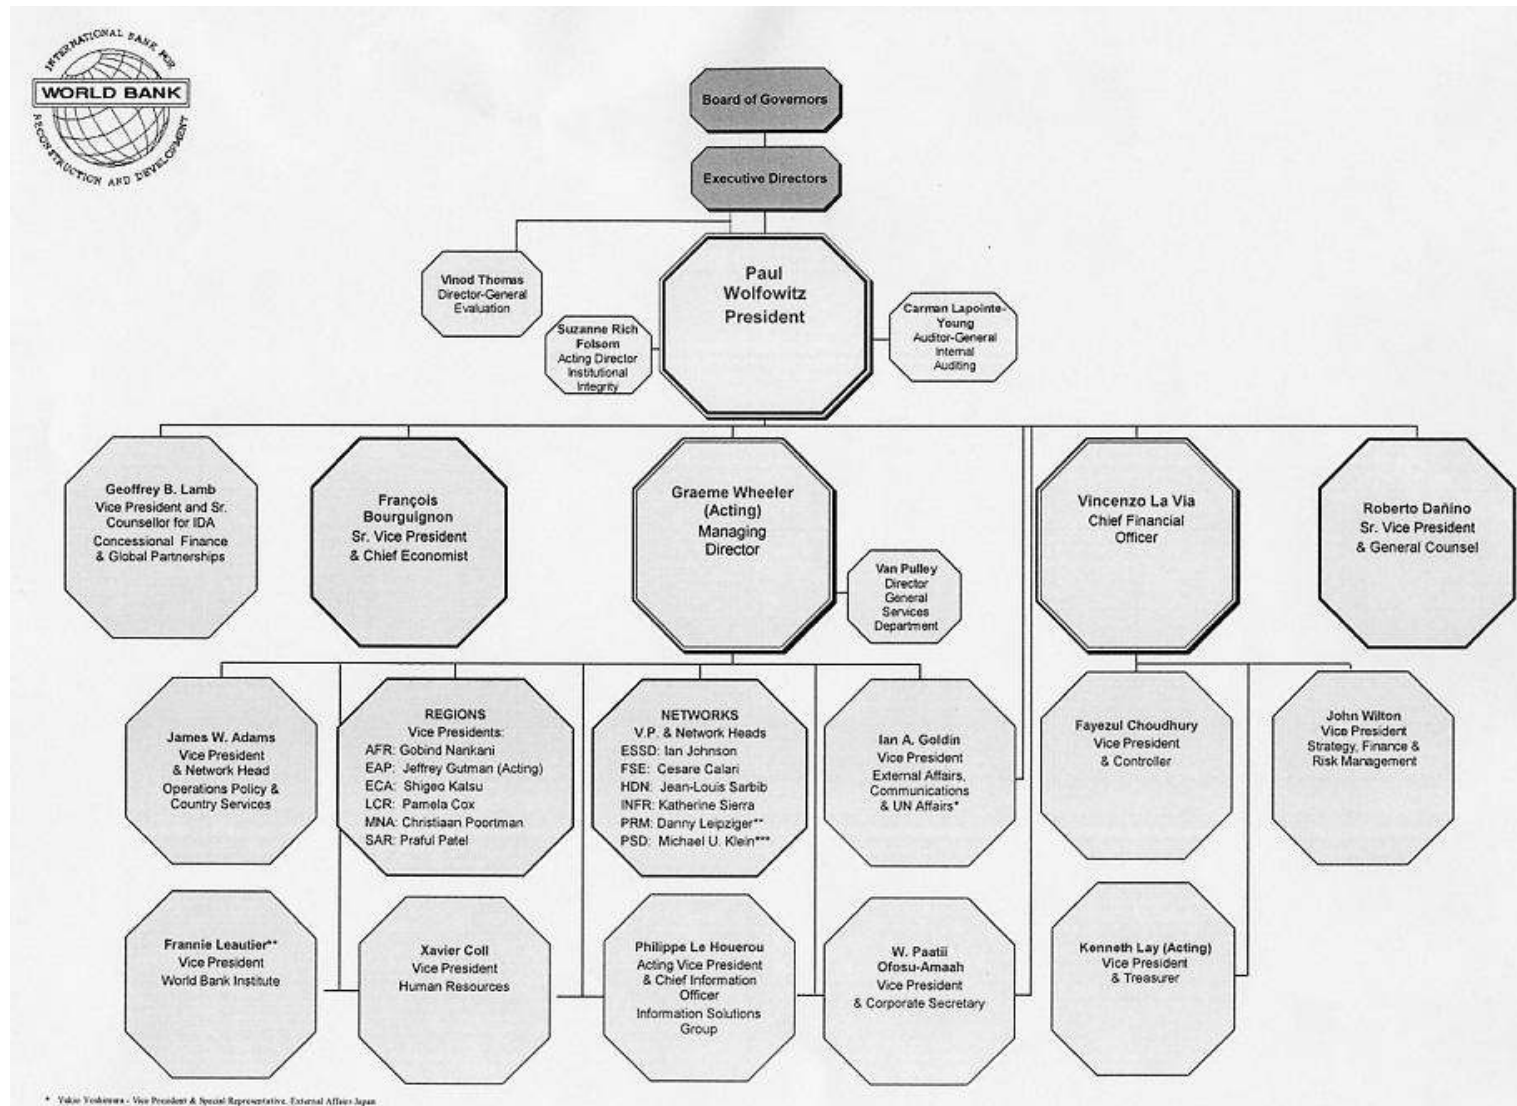 INTERNATIONAL BANK FOR
WORLD BANK
RECONSTRUCTION AND DEVELOPMENT
Board of Governors
Executive Directors
Vinod Thomas
Director-General
Evaluation
Suzanne Rich
Folsom
Acting Director
Institutional
Integrity
Paul
Wolfowitz
President
Carman Lapointe-
Young
Auditor-General
Internal
Auditing
Geoffrey B. Lamb
Vice President and Sr.
Counsellor for IDA
Concessional Finance
& Global Partnerships
François
Bourguignon
Sr. Vice President
& Chief Economist
Graeme Wheeler
(Acting)
Managing
Director
Van Pulley
Director
General
Services
Department
Vincenzo La Via
Chief Financial
Officer
Roberto Dañino
Sr. Vice President
& General Counsel
James W. Adams
Vice President
& Network Head
Operations Policy &
Country Services
REGIONS
Vice Presidents:
AFR: Gobind Nankani
EAP: Jeffrey Gutman (Acting)
ECA: Shigeo Katsu
LCR: Pamela Cox
MNA: Christiaan Poortman
SAR: Praful Patel
NETWORKS
V.P. & Network Heads
ESSD: Ian Johnson
FSE: Cesare Calari
HDN: Jean-Louis Sarbib
INFR: Katherine Sierra
PRM: Danny Leipziger**
PSD: Michael U. Klein***
Ian A. Goldin
Vice President
External Affairs,
Communications
& UN Affairs*
Fayezul Choudhury
Vice President
& Controller
John Wilton
Vice President
Strategy, Finance &
Risk Management
Frannie Leautier**
Vice President
World Bank Institute
Xavier Coll
Vice President
Human Resources
Philippe Le Houerou
Acting Vice President
& Chief Information
Officer
Information Solutions
Group
W. Paatii
Ofosu-Amaah
Vice President
& Corporate Secretary
Kenneth Lay (Acting)
Vice President
& Treasurer
* Yukio Yoshimura - Vice President & Special Representative, External Affairs Japan